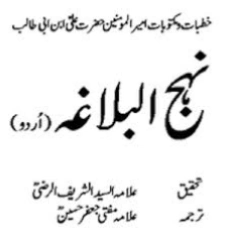 خطبات و مکتوبات امیر المومنین حضرت علیؑ ابن ابی طالب
نہج البلاغہ (اُردو)
تحقیق علامہ السید الشریف الرضیؒ
ترجمہ علامہ مفتی جعفر حسینؒ